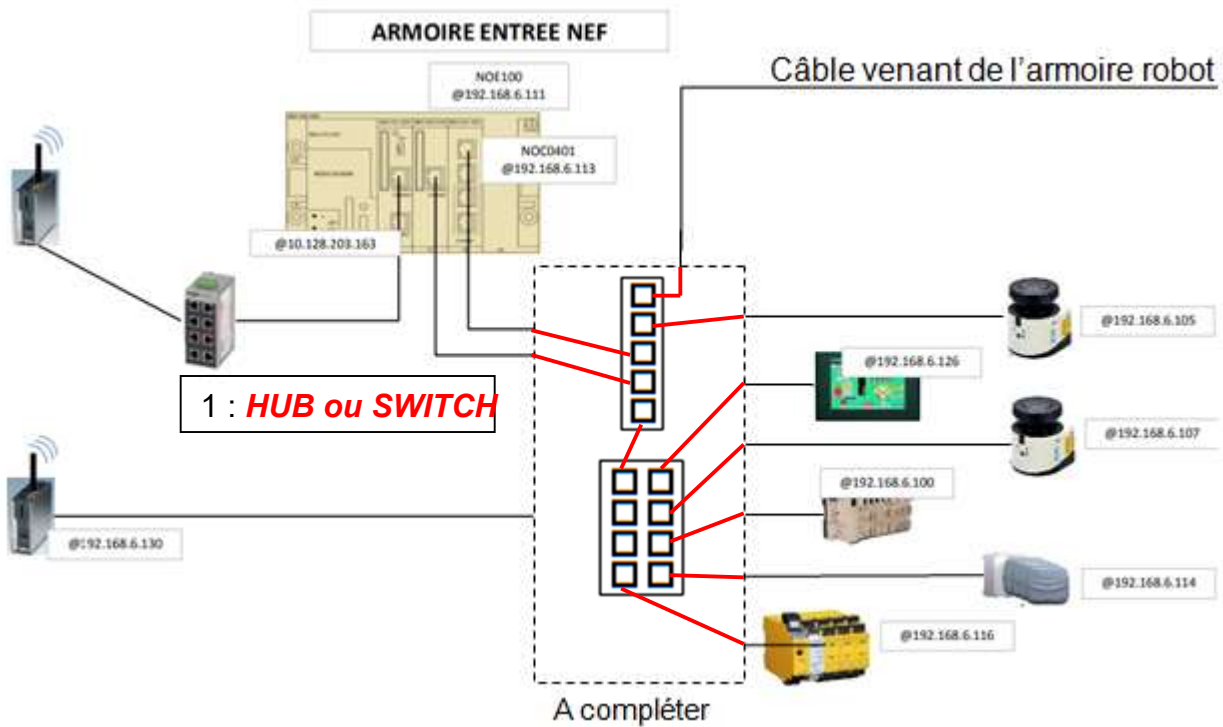 ARMOIRE ENTREE NEF
Câble venant de l'armoire robot
NOE100
@192.168.6.111
NOC0401
@192.168.6.113
@10.128.203.163
@192.168.6.105
@192.168.6.126
1 : HUB ou SWITCH
@192.168.6.107
@192.168.6.100
@192.168.6.130
@192.168.6.114
@192.168.6.116
A compléter